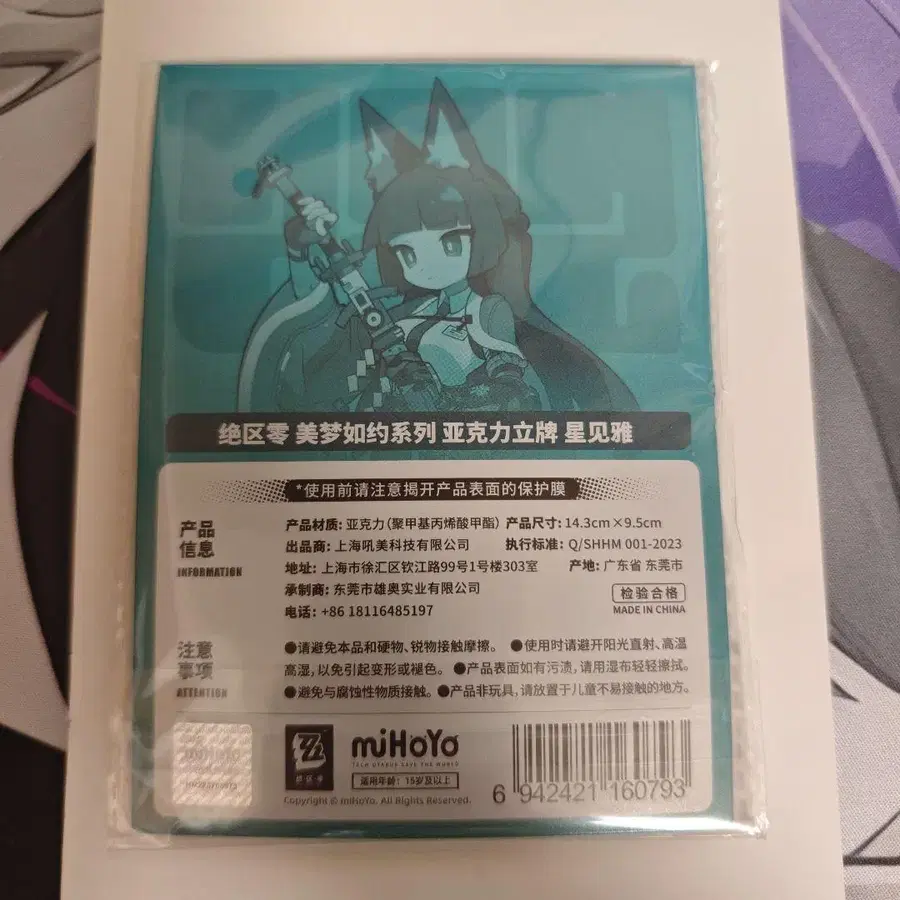 绝区零 美梦如约系列 亚克力立牌 星见雅
*使用前请注意揭开产品表面的保护膜
产品信息
INFORMATION
产品材质: 亚克力(聚甲基丙烯酸甲酯) 产品尺寸: 14.3cm×9.5cm
出品商: 上海吼美科技有限公司 执行标准: Q/SHHM 001-2023
地址: 上海市徐汇区钦江路99号1号楼303室 产地: 广东省 东莞市
承制商: 东莞市雄奥实业有限公司 检验合格
电话: +86 18116485197 MADE IN CHINA
注意事项
ATTENTION
●请避免本品和硬物、锐物接触摩擦。 ●使用时请避开阳光直射、高温
高湿,以免引起变形或褪色。 ●产品表面如有污渍,请用湿布轻轻擦拭。
●避免与腐蚀性物质接触。 ●产品非玩具,请放置于儿童不易接触的地方。
绝区零
miHoYo
TECH OTAKUS SAVE THE WORLD
适用年龄: 15岁及以上
Copyright © miHoYo. All Rights Reserved.
6 942421 160793